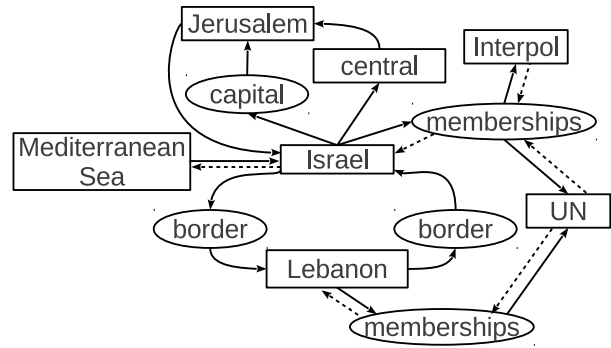 Jerusalem
Interpol
central
capital
memberships
Mediterranean
Sea
Israel
border
border
UN
Lebanon
memberships